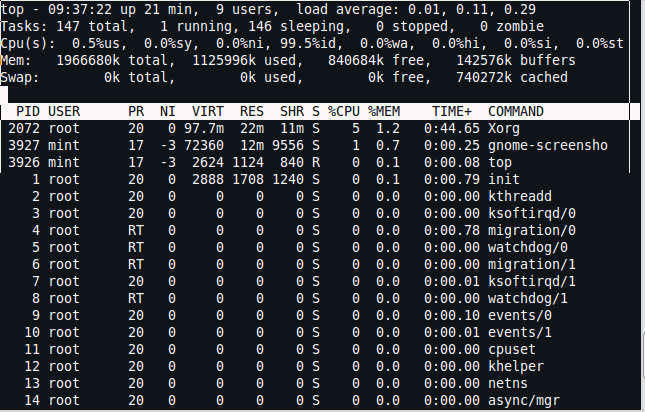 top - 09:37:22 up 21 min,  9 users,  load average: 0.01, 0.11, 0.29
Tasks: 147 total,   1 running, 146 sleeping,   0 stopped,   0 zombie
Cpu(s):  0.5%us,  0.0%sy,  0.0%ni, 99.5%id,  0.0%wa,  0.0%hi,  0.0%si,  0.0%st
Mem:   1966680k total,  1125996k used,   840684k free,   142576k buffers
Swap:        0k total,        0k used,        0k free,   740272k cached
PID USER      PR  NI  VIRT  RES  SHR S %CPU %MEM    TIME+  COMMAND
2072 root      20   0 97.7m  22m  11m S    5  1.2   0:44.65 Xorg
3927 mint      17  -3 72360  12m 9556 S    1  0.7   0:00.25 gnome-screensho
3926 mint      17  -3  2624 1124  840 R    0  0.1   0:00.08 top
1 root      20   0  2888 1708 1240 S    0  0.1   0:00.79 init
2 root      20   0     0    0    0 S    0  0.0   0:00.00 kthreadd
3 root      20   0     0    0    0 S    0  0.0   0:00.00 ksoftirqd/0
4 root      RT   0     0    0    0 S    0  0.0   0:00.78 migration/0
5 root      RT   0     0    0    0 S    0  0.0   0:00.00 watchdog/0
6 root      RT   0     0    0    0 S    0  0.0   0:00.00 migration/1
7 root      20   0     0    0    0 S    0  0.0   0:00.01 ksoftirqd/1
8 root      RT   0     0    0    0 S    0  0.0   0:00.00 watchdog/1
9 root      20   0     0    0    0 S    0  0.0   0:00.10 events/0
10 root      20   0     0    0    0 S    0  0.0   0:00.01 events/1
11 root      20   0     0    0    0 S    0  0.0   0:00.00 cpuset
12 root      20   0     0    0    0 S    0  0.0   0:00.00 khelper
13 root      20   0     0    0    0 S    0  0.0   0:00.00 netns
14 root      20   0     0    0    0 S    0  0.0   0:00.00 async/mgr